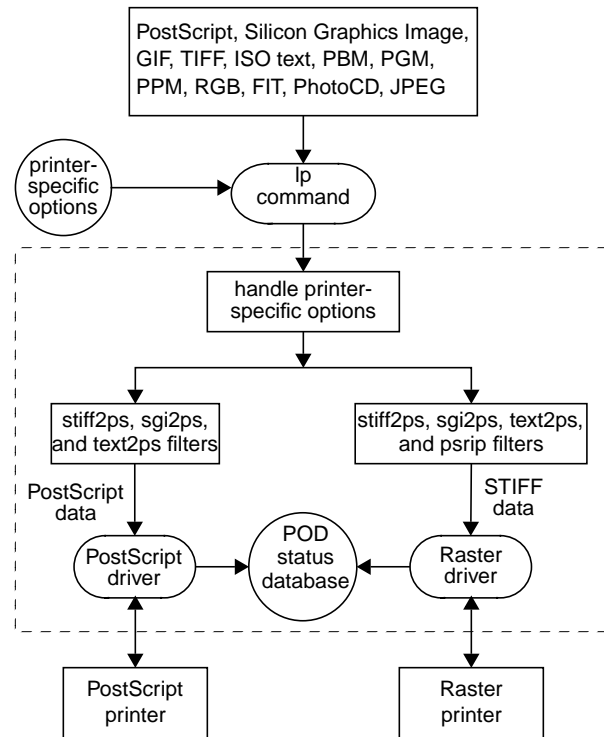 PostScript, Silicon Graphics Image,
GIF, TIFF, ISO text, PBM, PGM,
PPM, RGB, FIT, PhotoCD, JPEG
printer-
specific
options
lp
command
handle printer-
specific options
stiff2ps, sgi2ps,
and text2ps filters
stiff2ps, sgi2ps, text2ps,
and psrip filters
PostScript
data
STIFF
data
PostScript
driver
POD
status
database
Raster
driver
PostScript
printer
Raster
printer